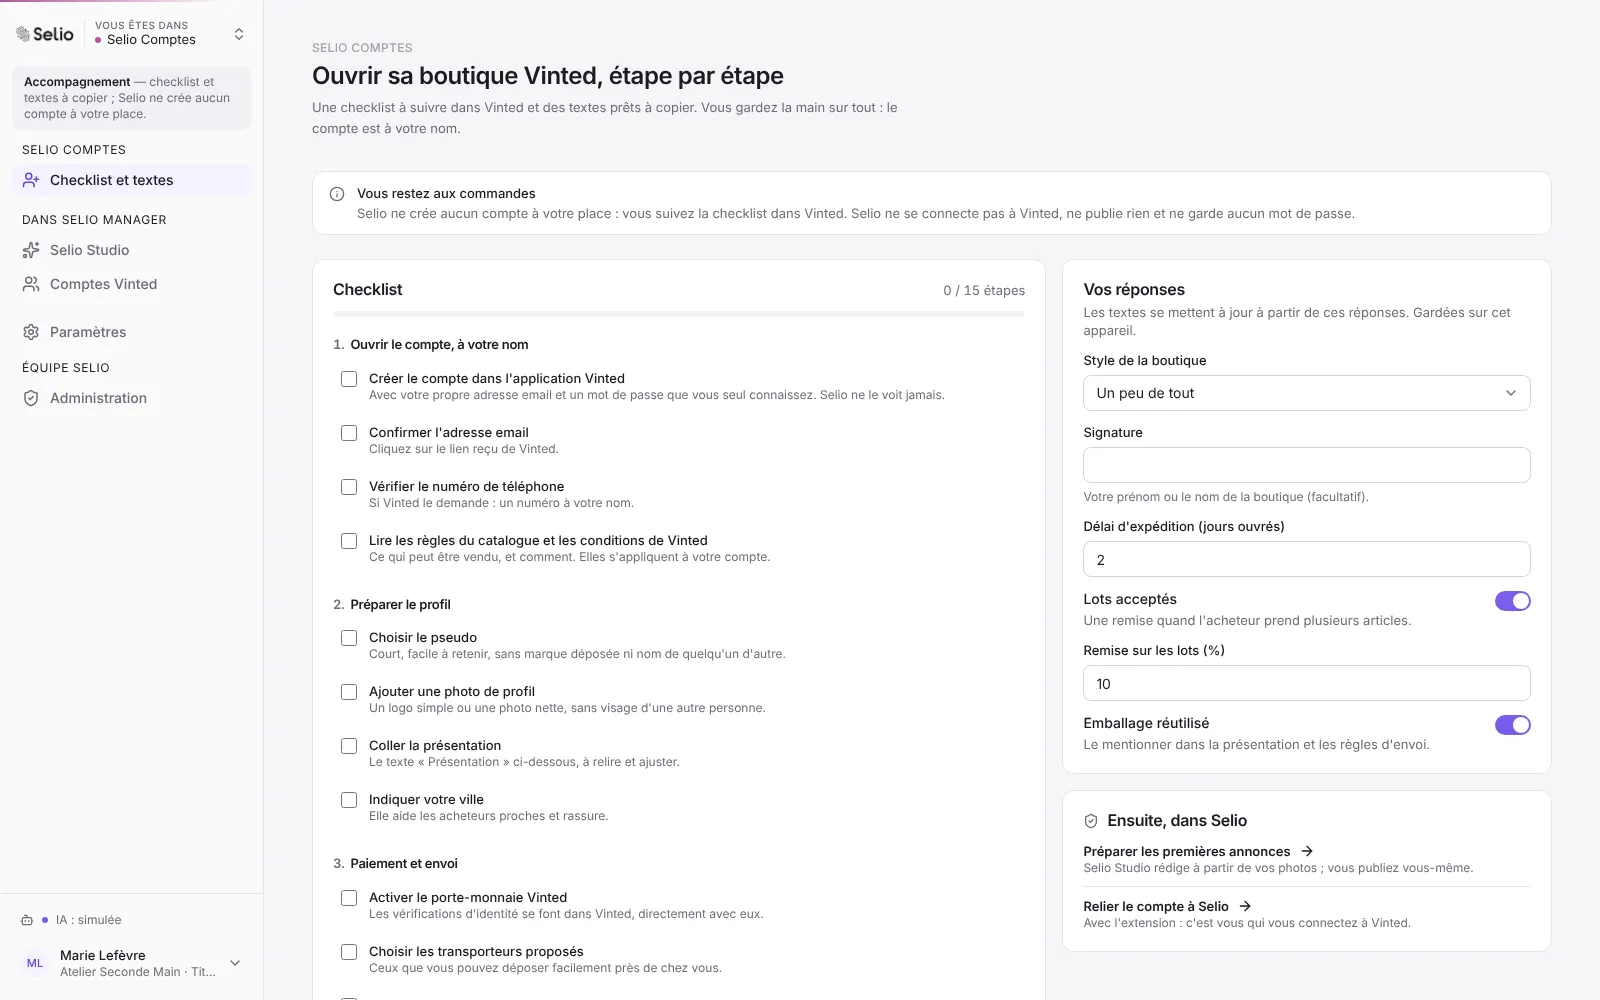 Selio
VOUS ÊTES DANS
Selio Comptes
Accompagnement — checklist et
textes à copier ; Selio ne crée aucun
compte à votre place.
SELIO COMPTES
Checklist et textes
DANS SELIO MANAGER
Selio Studio
Comptes Vinted
Paramètres
ÉQUIPE SELIO
Administration
IA : simulée
ML
Marie Lefèvre
Atelier Seconde Main · Tit...
SELIO COMPTES
Ouvrir sa boutique Vinted, étape par étape
Une checklist à suivre dans Vinted et des textes prêts à copier. Vous gardez la main sur tout : le
compte est à votre nom.
Vous restez aux commandes
Selio ne crée aucun compte à votre place : vous suivez la checklist dans Vinted. Selio ne se connecte pas à Vinted, ne publie rien et ne garde aucun mot de passe.
Checklist
0 / 15 étapes
1. Ouvrir le compte, à votre nom
Créer le compte dans l'application Vinted
Avec votre propre adresse email et un mot de passe que vous seul connaissez. Selio ne le voit jamais.
Confirmer l'adresse email
Cliquez sur le lien reçu de Vinted.
Vérifier le numéro de téléphone
Si Vinted le demande : un numéro à votre nom.
Lire les règles du catalogue et les conditions de Vinted
Ce qui peut être vendu, et comment. Elles s'appliquent à votre compte.
2. Préparer le profil
Choisir le pseudo
Court, facile à retenir, sans marque déposée ni nom de quelqu'un d'autre.
Ajouter une photo de profil
Un logo simple ou une photo nette, sans visage d'une autre personne.
Coller la présentation
Le texte « Présentation » ci-dessous, à relire et ajuster.
Indiquer votre ville
Elle aide les acheteurs proches et rassure.
3. Paiement et envoi
Activer le porte-monnaie Vinted
Les vérifications d'identité se font dans Vinted, directement avec eux.
Choisir les transporteurs proposés
Ceux que vous pouvez déposer facilement près de chez vous.
Vos réponses
Les textes se mettent à jour à partir de ces réponses. Gardées sur cet
appareil.
Style de la boutique
Un peu de tout
Signature
Votre prénom ou le nom de la boutique (facultatif).
Délai d'expédition (jours ouvrés)
2
Lots acceptés
Une remise quand l'acheteur prend plusieurs articles.
Remise sur les lots (%)
10
Emballage réutilisé
Le mentionner dans la présentation et les règles d'envoi.
Ensuite, dans Selio
Préparer les premières annonces →
Selio Studio rédige à partir de vos photos ; vous publiez vous-même.
Relier le compte à Selio →
Avec l'extension : c'est vous qui vous connectez à Vinted.